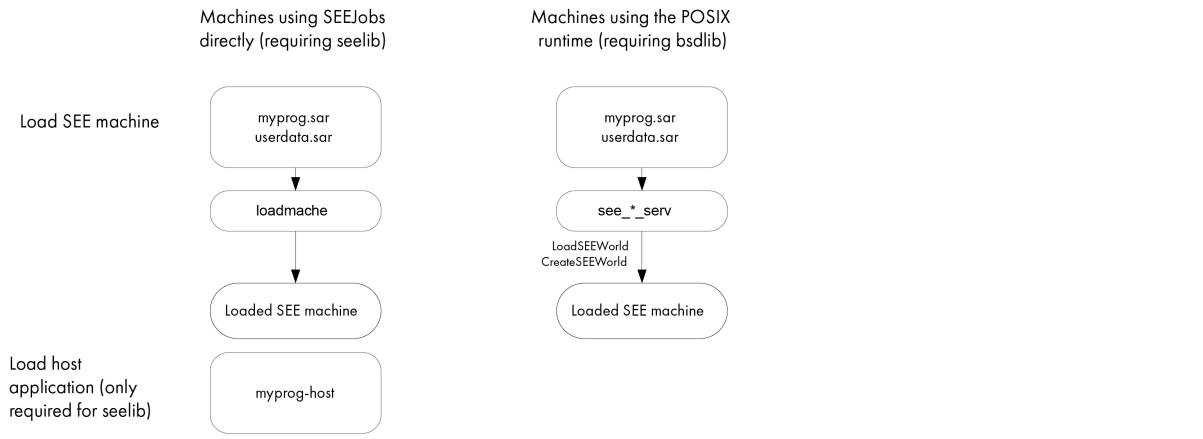 Machines using SEEJobs
directly (requiring seelib)
Machines using the POSIX
runtime (requiring bsdlib)
Load SEE machine
myprog.sar
userdata.sar
myprog.sar
userdata.sar
loadmache
see_*_serv
LoadSEEWorld
CreateSEEWorld
Loaded SEE machine
Loaded SEE machine
Load host
application (only
required for seelib)
myprog-host